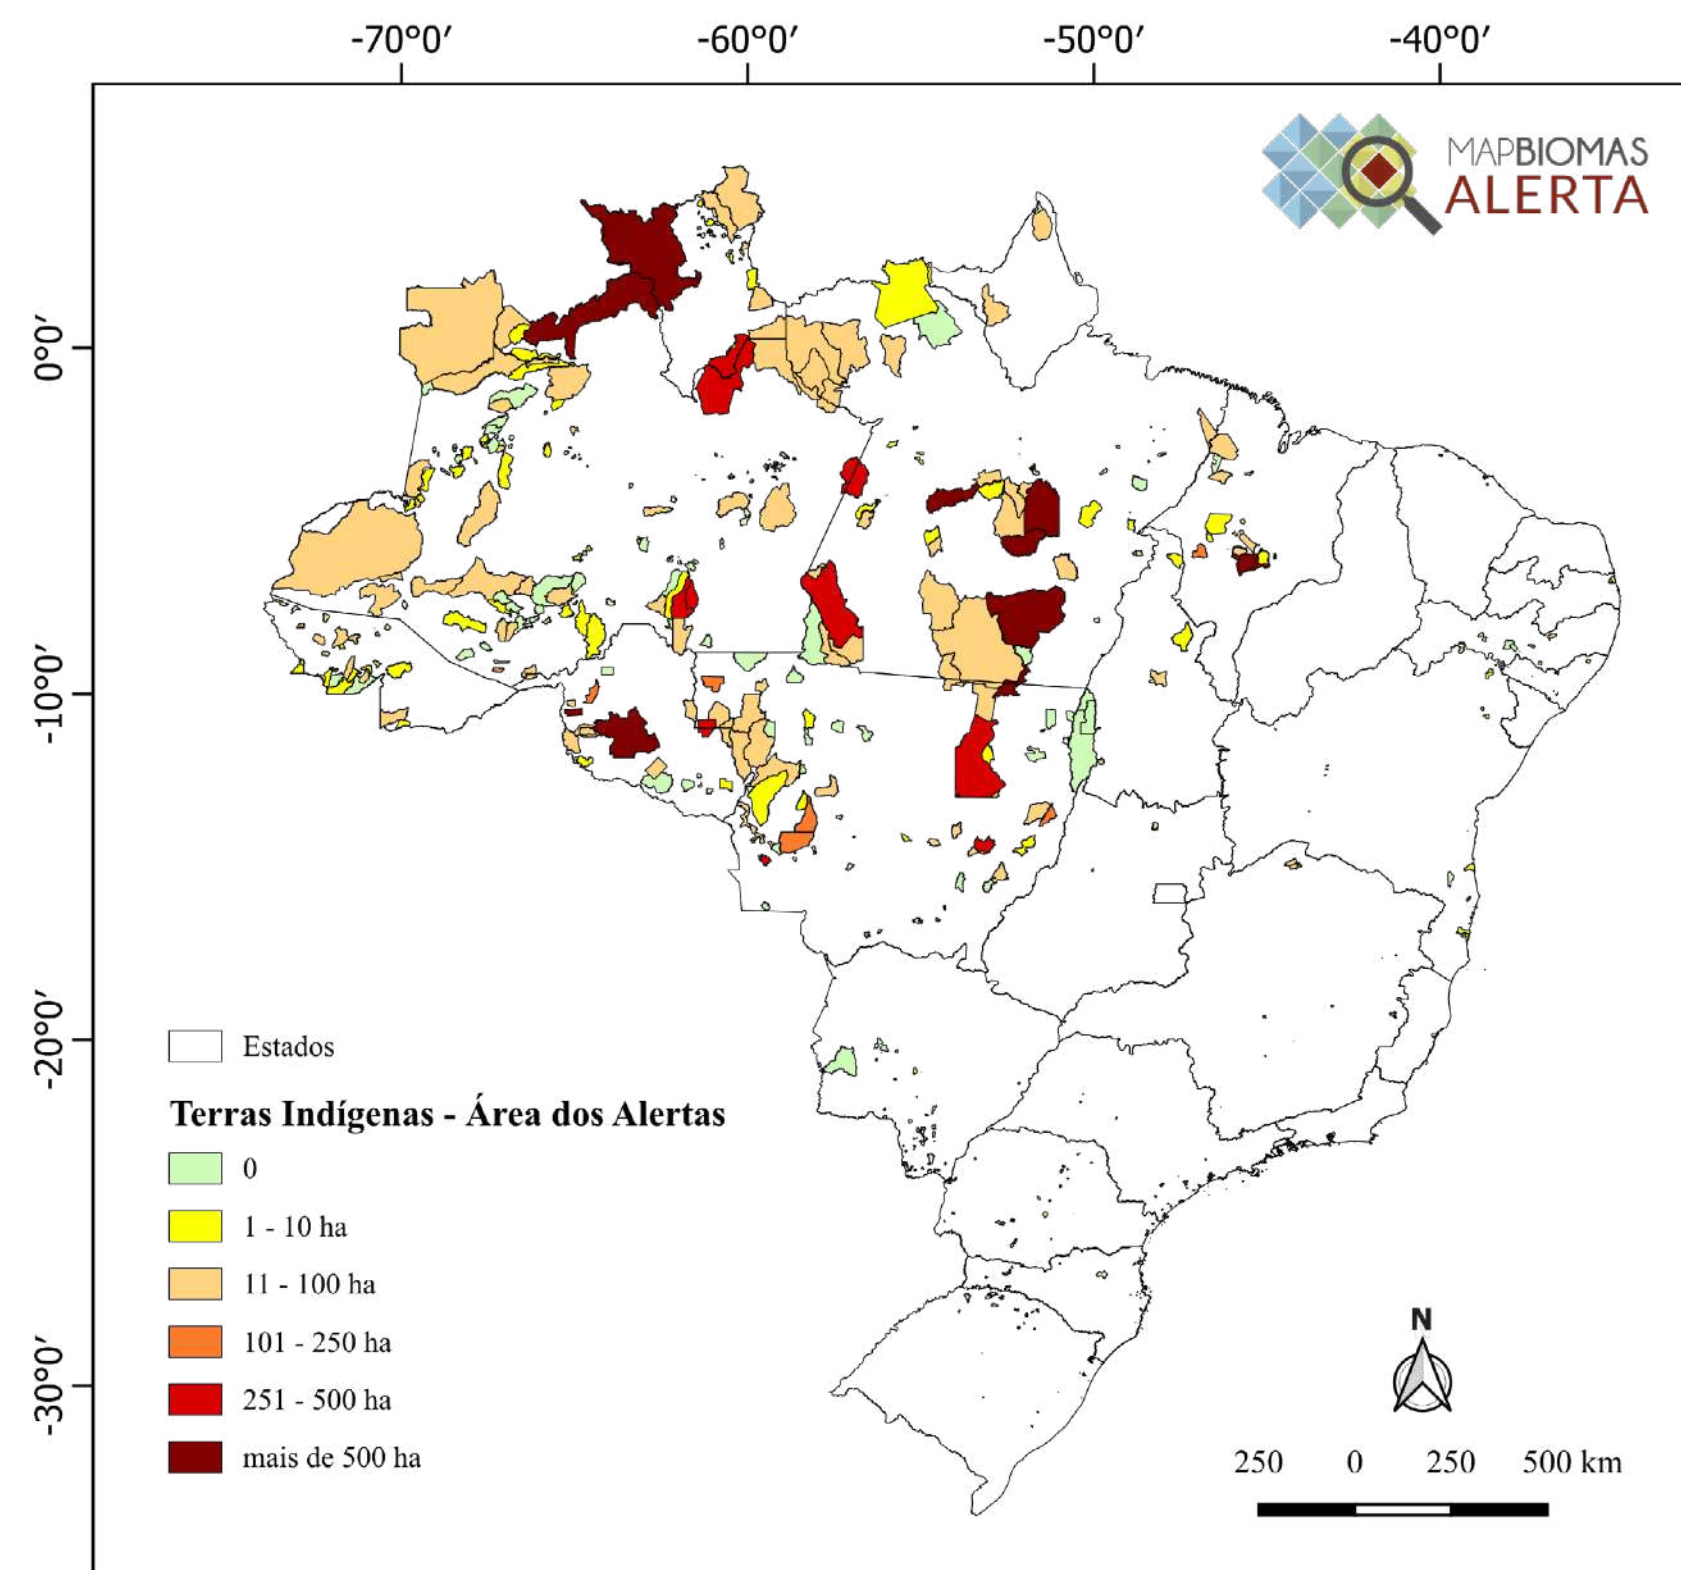 -70°0′ -60°0′ -50°0′ -40°0′
MAPBIOMAS
ALERTA
0°0′
-10°0′
-20°0′
-30°0′
Estados
Terras Indígenas - Área dos Alertas
0
1 - 10 ha
11 - 100 ha
101 - 250 ha
251 - 500 ha
mais de 500 ha
N
250 0 250 500 km